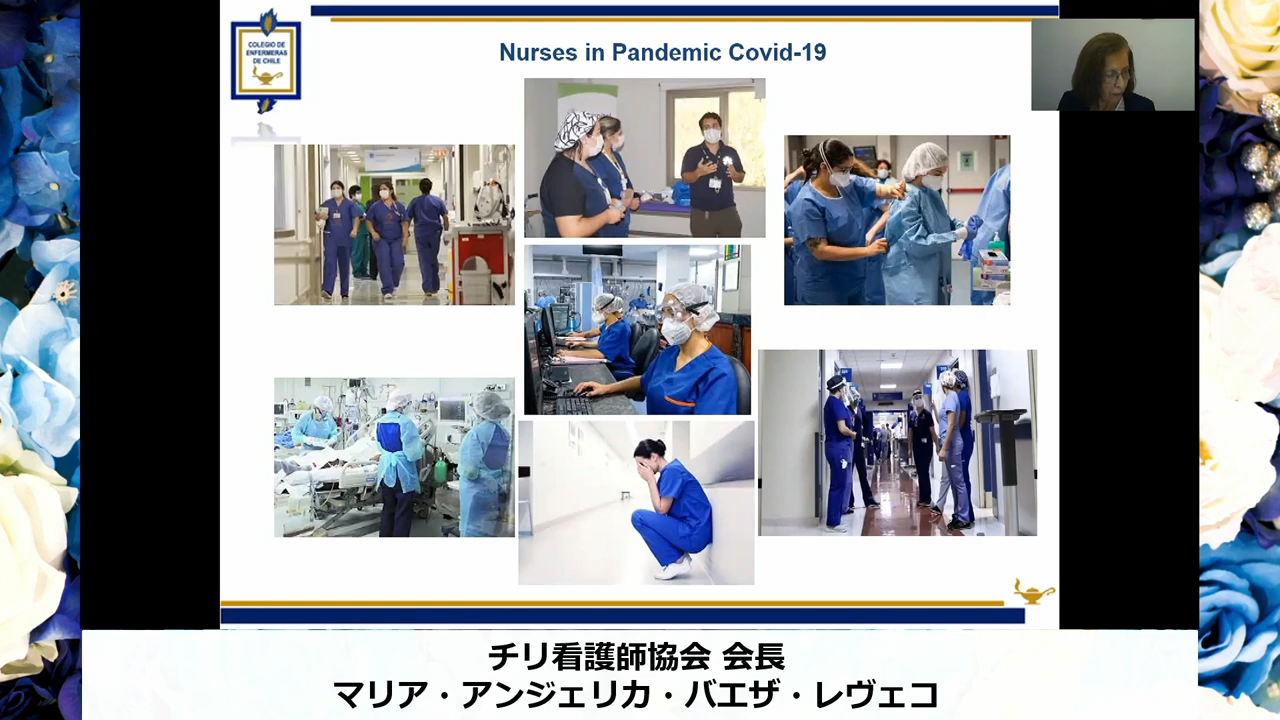 COLEGIO DE
ENFERMERAS
DE CHILE
Nurses in Pandemic Covid-19
チリ看護師協会 会長
マリア・アンジェリカ・バエザ・レヴェコ